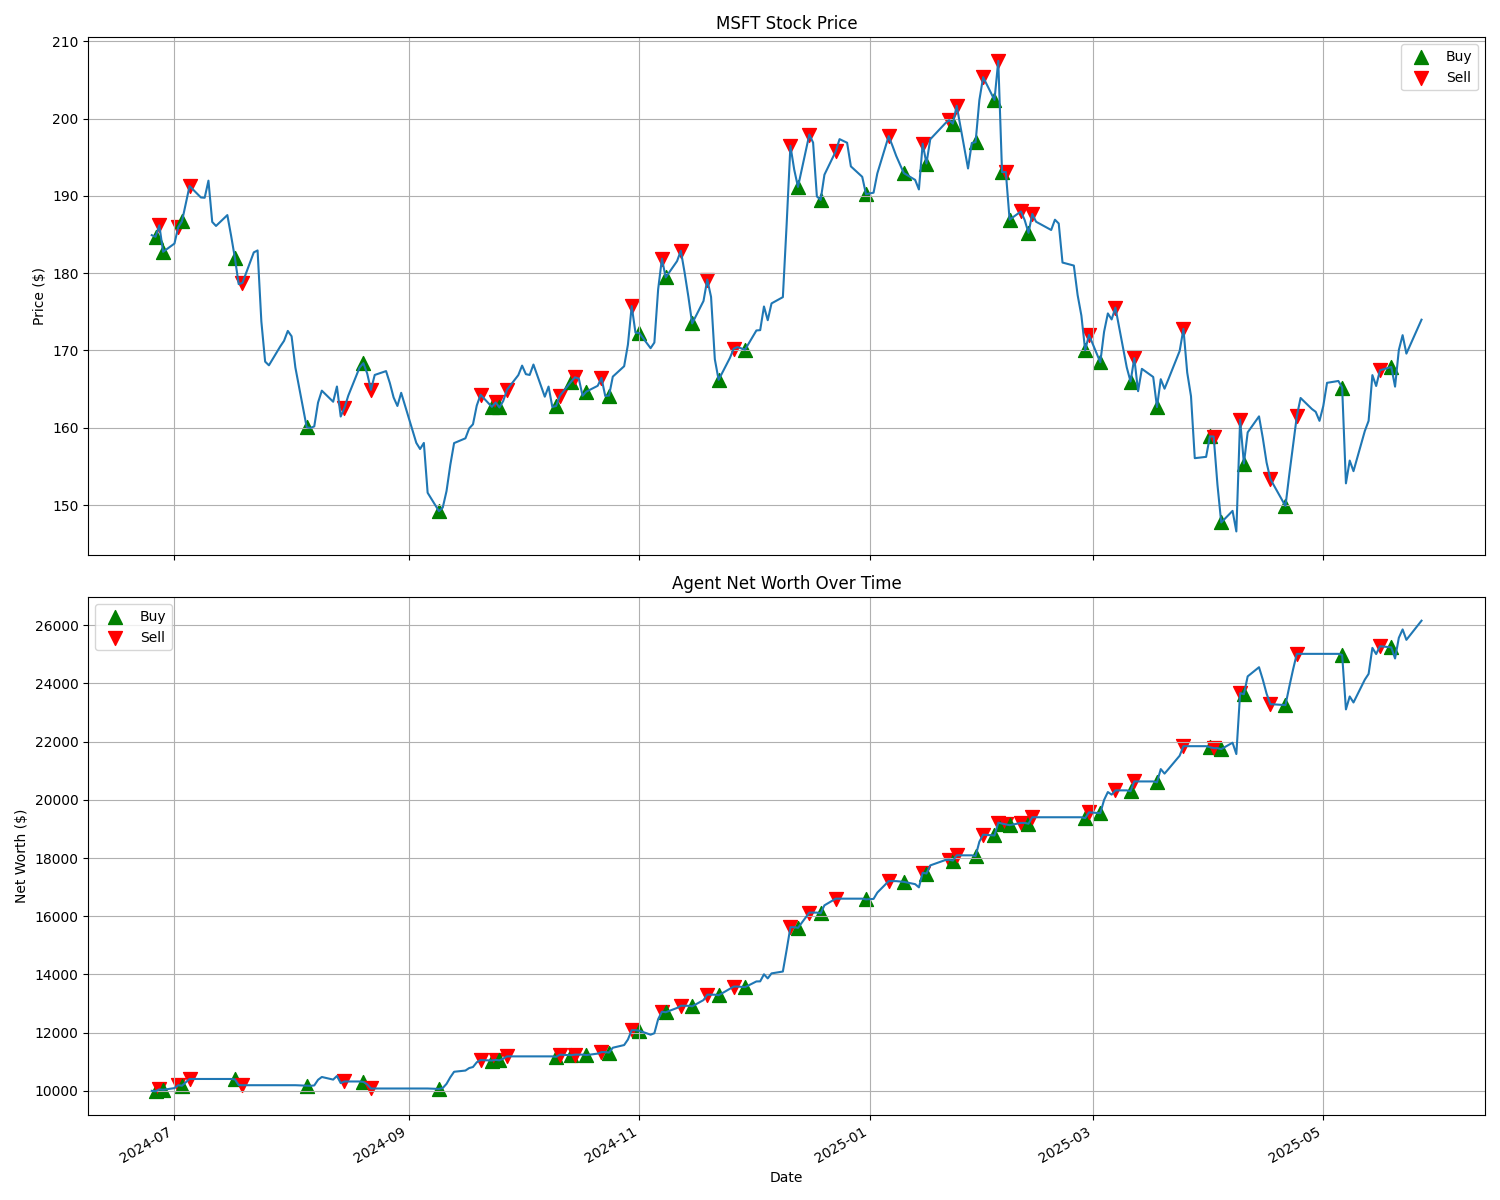 MSFT Stock Price
210
200
190
180
170
160
150
Price ($)
Buy
Sell
Agent Net Worth Over Time
26000
24000
22000
20000
18000
16000
14000
12000
10000
Net Worth ($)
Buy
Sell
2024-07
2024-09
2024-11
2025-01
2025-03
2025-05
Date